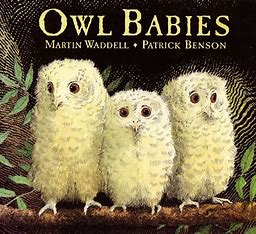 OWL BABIES
MARTIN WADDELL • PATRICK BENSON